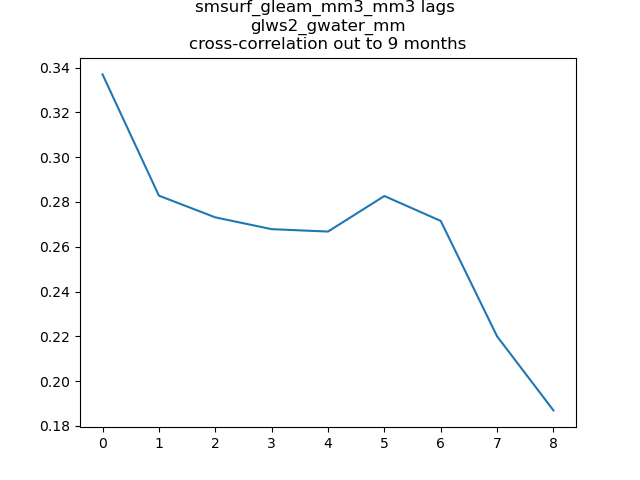 smsurf_gleam_mm3_mm3 lags
glws2_gwater_mm
cross-correlation out to 9 months
0.34
0.32
0.30
0.28
0.26
0.24
0.22
0.20
0.18
0 1 2 3 4 5 6 7 8